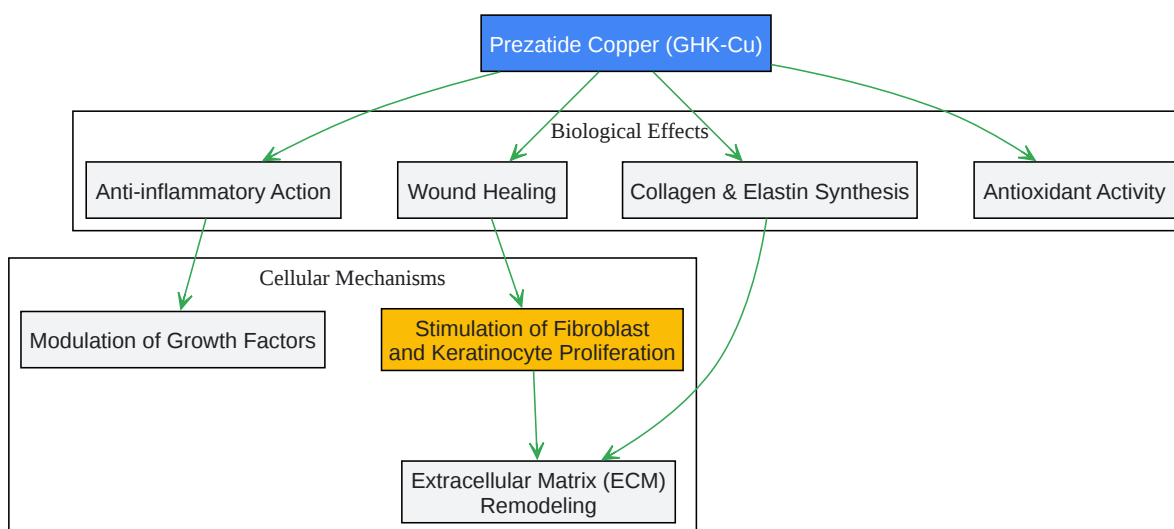 Prezatide Copper (GHK-Cu)
Biological Effects
Anti-inflammatory Action
Wound Healing
Collagen & Elastin Synthesis
Antioxidant Activity
Cellular Mechanisms
Modulation of Growth Factors
Stimulation of Fibroblast
and Keratinocyte Proliferation
Extracellular Matrix (ECM)
Remodeling